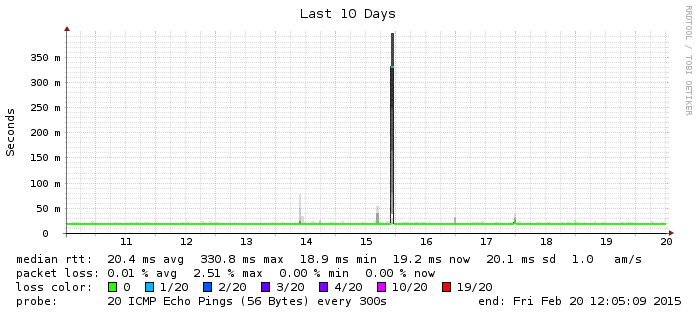 Last 10 Days
RRDTOOL / TOBI OETIKER
Seconds
350 m
300 m
250 m
200 m
150 m
100 m
50 m
0
11 12 13 14 15 16 17 18 19 20
median rtt: 20.4 ms avg 330.8 ms max 18.9 ms min 19.2 ms now 20.1 ms sd 1.0 am/s
packet loss: 0.01 % avg 2.51 % max 0.00 % min 0.00 % now
loss color: 0 1/20 2/20 3/20 4/20 10/20 19/20
probe: 20 ICMP Echo Pings (56 Bytes) every 300s end: Fri Feb 20 12:05:09 2015